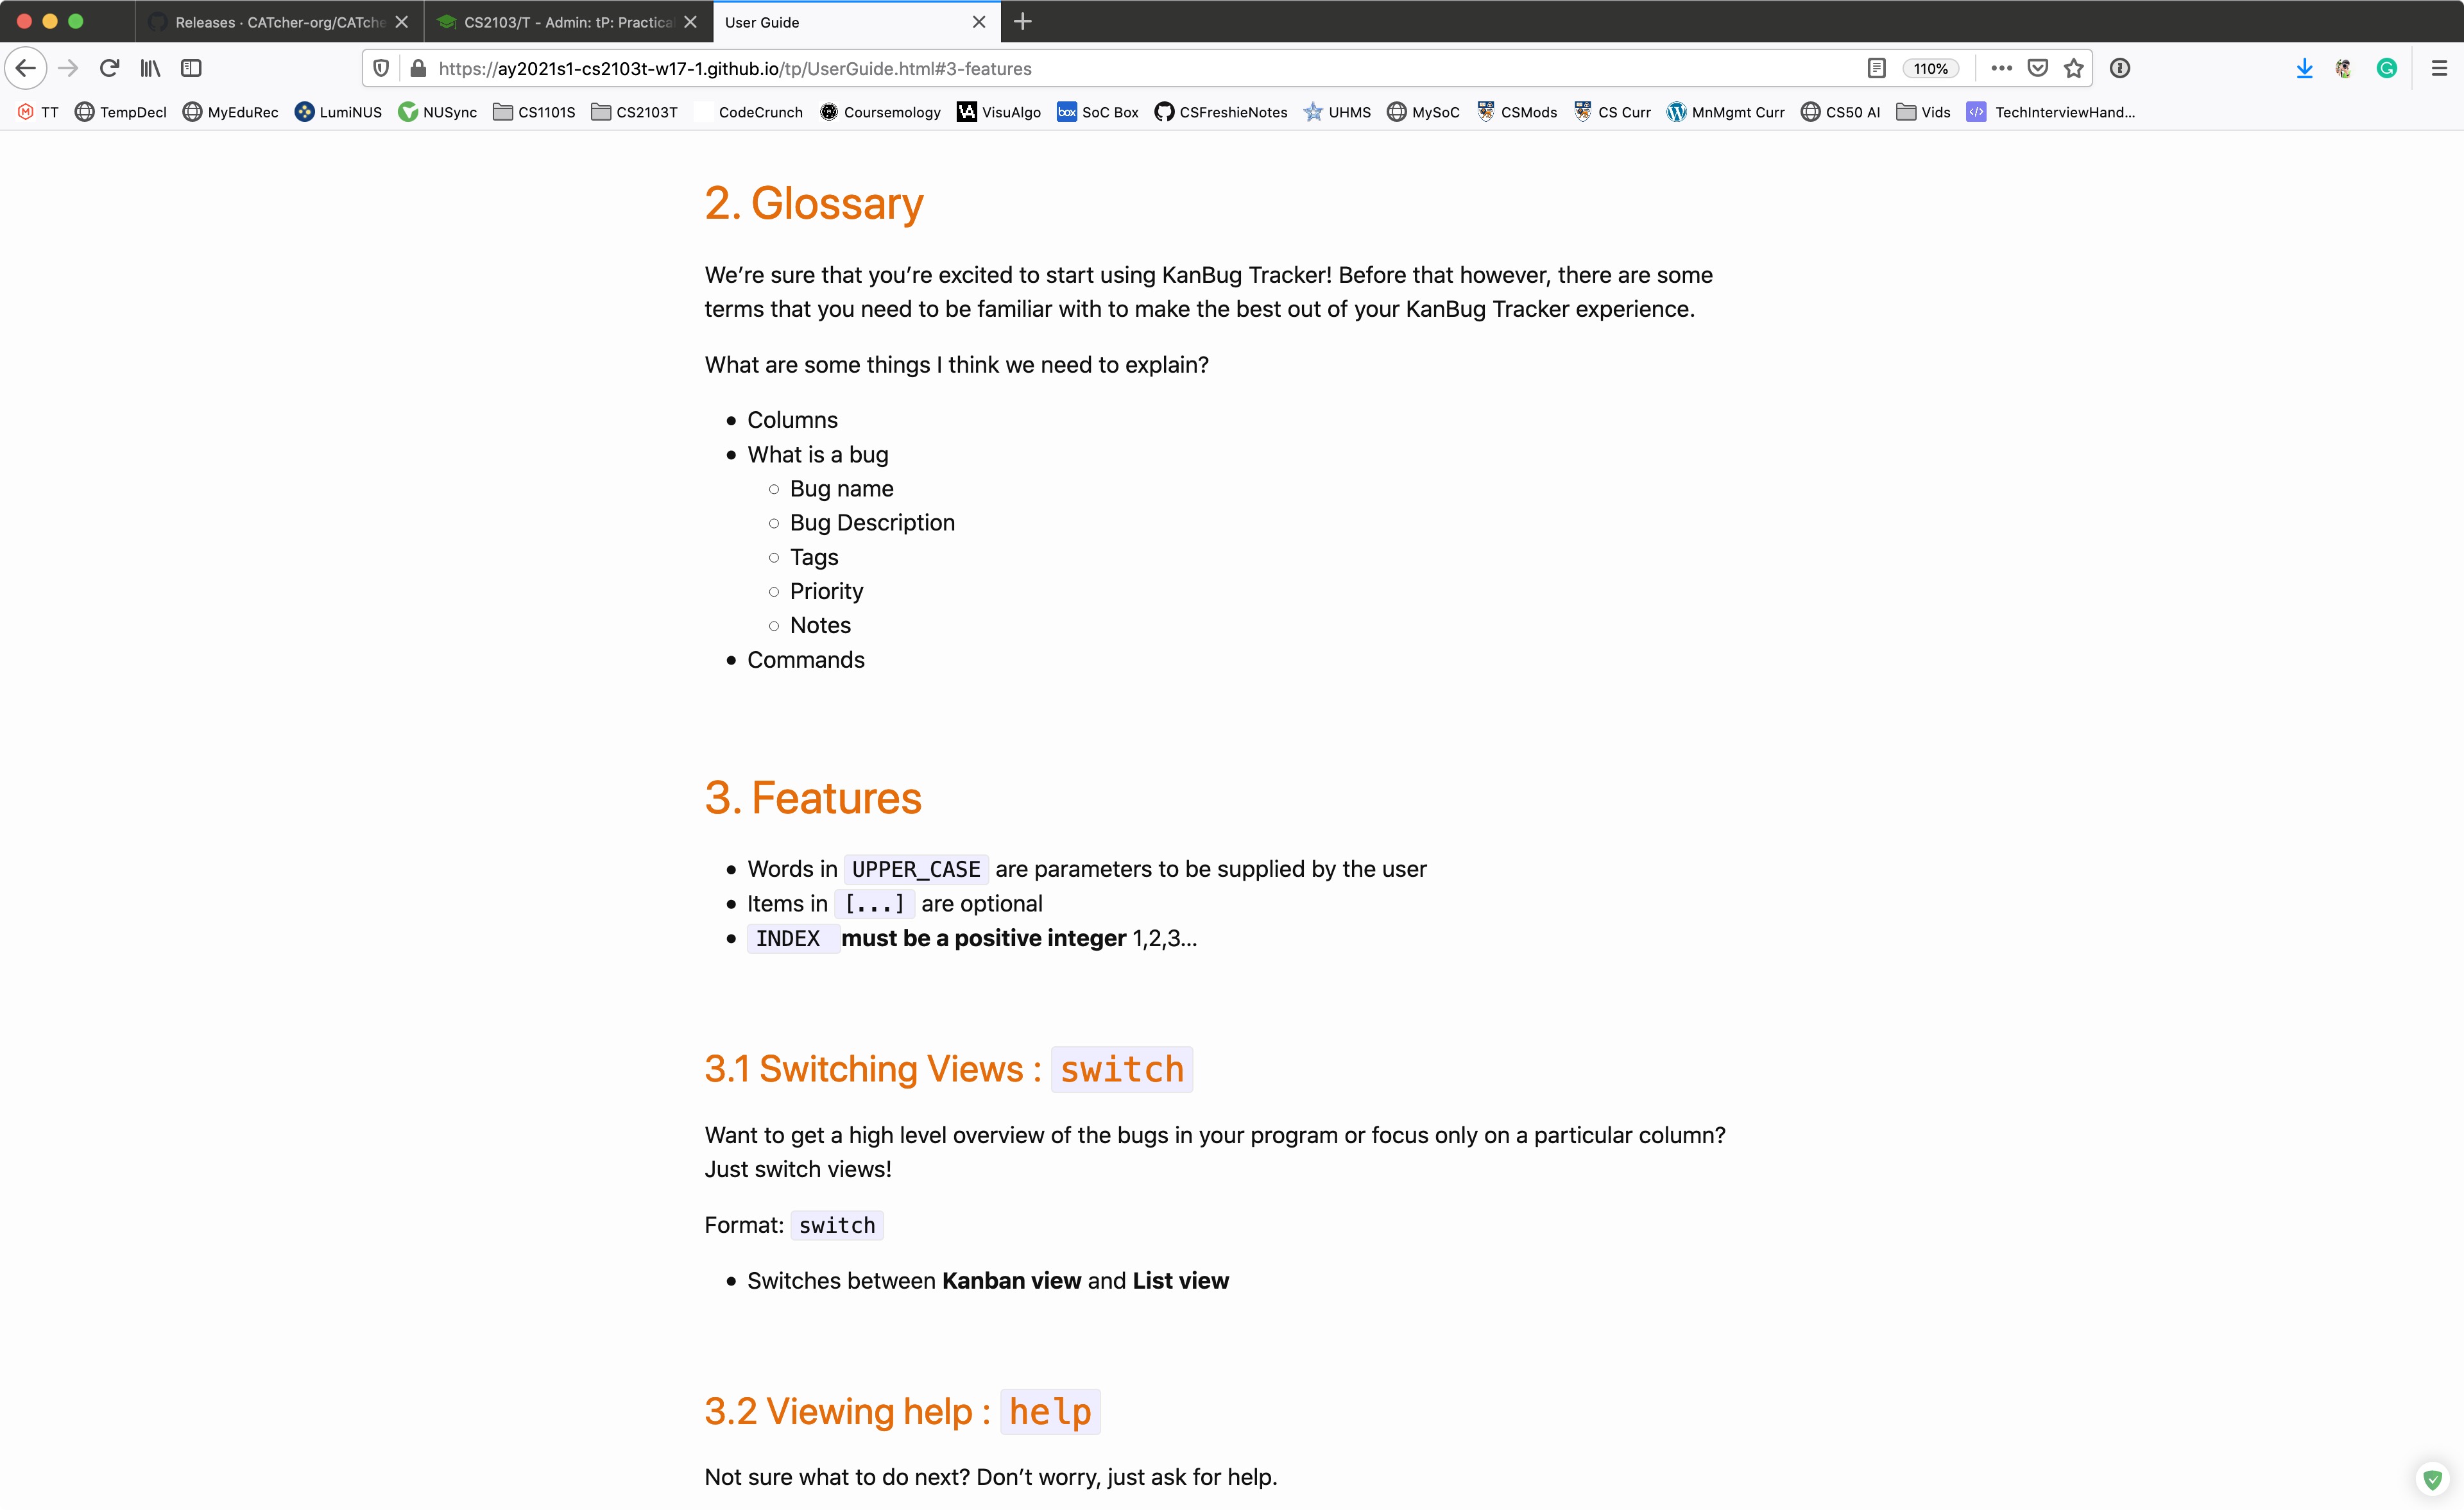 Releases · CATcher-org/CATche
CS2103/T - Admin: tP: Practica
User Guide
https://ay2021s1-cs2103t-w17-1.github.io/tp/UserGuide.html#3-features
110%
TT TempDecl MyEduRec LumiNUS NUSync CS1101S CS2103T CodeCrunch Coursemology VisuAlgo SoC Box CSFreshieNotes UHMS MySoC CSMods CS Curr MnMgmt Curr CS50 AI Vids TechInterviewHand...
2. Glossary
We’re sure that you’re excited to start using KanBug Tracker! Before that however, there are some
terms that you need to be familiar with to make the best out of your KanBug Tracker experience.
What are some things I think we need to explain?
• Columns
• What is a bug
○ Bug name
○ Bug Description
○ Tags
○ Priority
○ Notes
• Commands
3. Features
• Words in UPPER_CASE are parameters to be supplied by the user
• Items in [...] are optional
• INDEX must be a positive integer 1,2,3…
3.1 Switching Views : switch
Want to get a high level overview of the bugs in your program or focus only on a particular column?
Just switch views!
Format: switch
• Switches between Kanban view and List view
3.2 Viewing help : help
Not sure what to do next? Don’t worry, just ask for help.